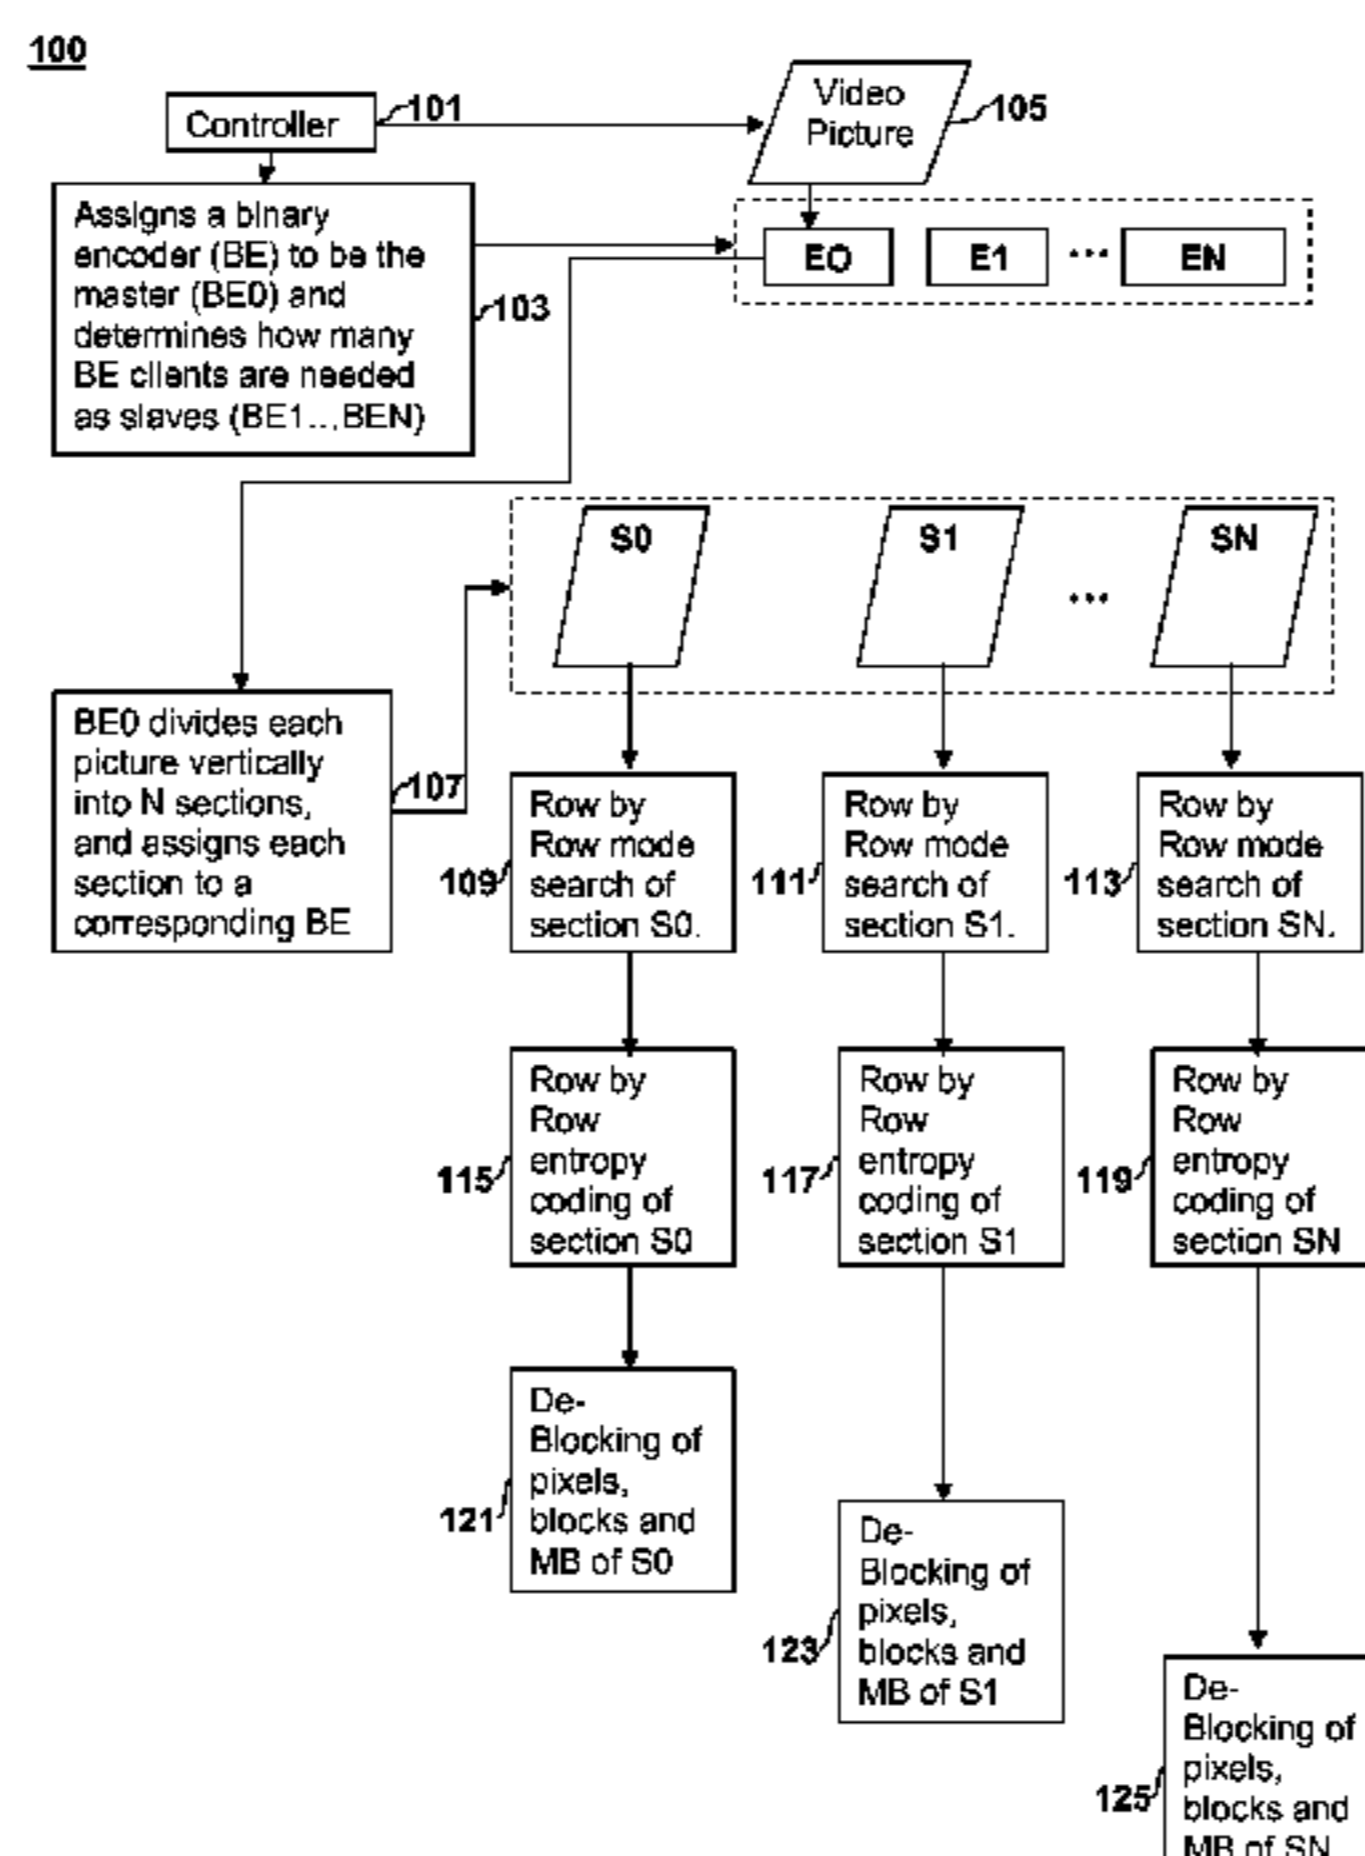 100
Controller
101
Video
Picture
105
Assigns a binary
encoder (BE) to be the
master (BE0) and
determines how many
BE clients are needed
as slaves (BE1..,BEN)
103
EO
E1
...
EN
S0
S1
...
SN
BE0 divides each
picture vertically
into N sections,
and assigns each
section to a
corresponding BE
107
109
Row by
Row mode
search of
section S0.
111
Row by
Row mode
search of
section S1.
113
Row by
Row mode
search of
section SN.
115
Row by
Row
entropy
coding of
section S0
117
Row by
Row
entropy
coding of
section S1
119
Row by
Row
entropy
coding of
section SN
121
De-
Blocking of
pixels,
blocks and
MB of S0
123
De-
Blocking of
pixels,
blocks and
MB of S1
125
De-
Blocking of
pixels,
blocks and
MB of SN